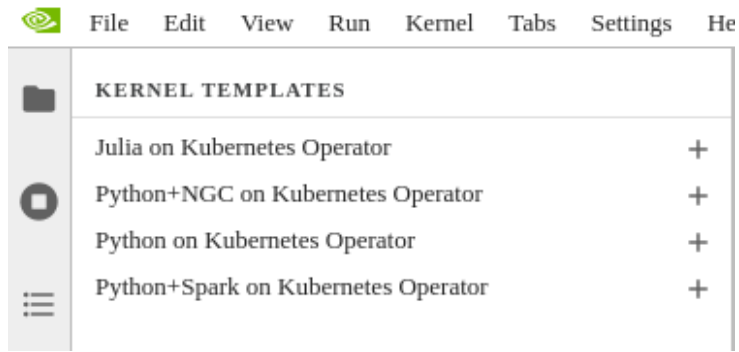 File Edit View Run Kernel Tabs Settings He
KERNEL TEMPLATES
Julia on Kubernetes Operator
Python+NGC on Kubernetes Operator
Python on Kubernetes Operator
Python+Spark on Kubernetes Operator